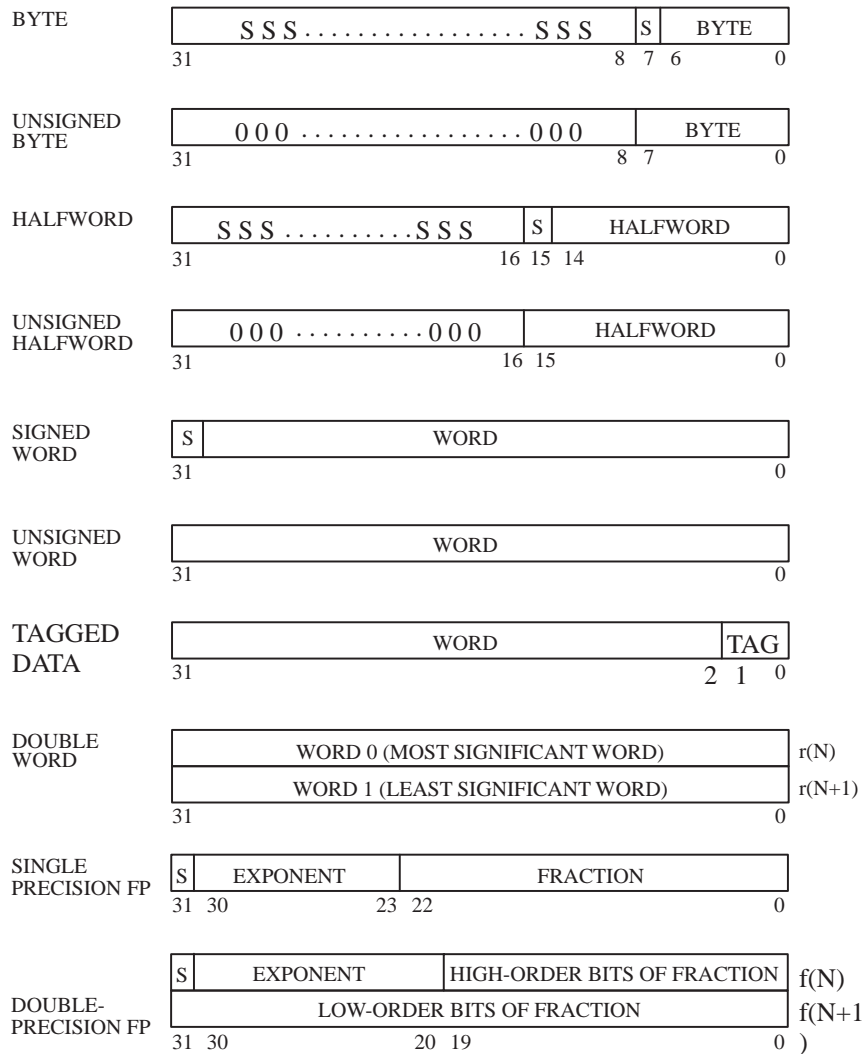 BYTE
S S S . . . . . . . . . . . . . . . . . S S S S BYTE
31 8 7 6 0
UNSIGNED
BYTE
0 0 0 . . . . . . . . . . . . . . . . . . 0 0 0 BYTE
31 8 7 0
HALFWORD
S S S . . . . . . . . . . S S S S HALFWORD
31 16 15 14 0
UNSIGNED
HALFWORD
0 0 0 . . . . . . . . . . 0 0 0 HALFWORD
31 16 15 0
SIGNED
WORD
S WORD
31 0
UNSIGNED
WORD
WORD
31 0
TAGGED
DATA
WORD TAG
31 2 1 0
DOUBLE
WORD
WORD 0 (MOST SIGNIFICANT WORD) r(N)
WORD 1 (LEAST SIGNIFICANT WORD) r(N+1)
31 0
SINGLE
PRECISION FP
S EXPONENT FRACTION
31 30 23 22 0
S EXPONENT HIGH-ORDER BITS OF FRACTION f(N)
DOUBLE-
PRECISION FP
LOW-ORDER BITS OF FRACTION f(N+1
31 30 20 19 0 )